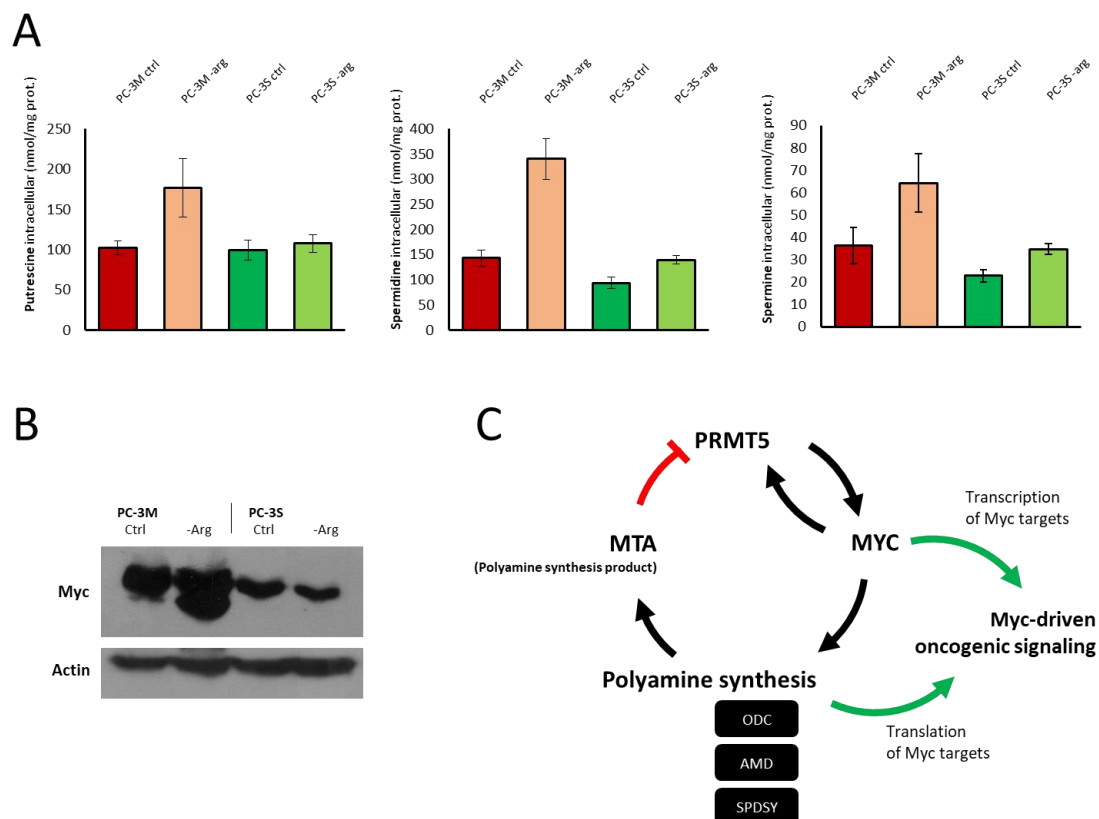 A
PC-3M ctrl
PC-3M -arg
PC-3S ctrl
PC-3S -arg
Putrescine intracellular (nmol/mg prot.)
250
200
150
100
50
0
PC-3M ctrl
PC-3M -arg
PC-3S ctrl
PC-3S -arg
Spermidine intracellular (nmol/mg prot.)
400
350
300
250
200
150
100
50
0
PC-3M ctrl
PC-3M -arg
PC-3S ctrl
PC-3S -arg
Spermine intracellular (nmol/mg prot.)
90
80
70
60
50
40
30
20
10
0
B
PC-3M
Ctrl
-Arg
PC-3S
Ctrl
-Arg
Myc
Actin
C
PRMT5
MTA
(Polyamine synthesis product)
MYC
Transcription
of Myc targets
Myc-driven
oncogenic signaling
Polyamine synthesis
Translation
of Myc targets
ODC
AMD
SPDSY